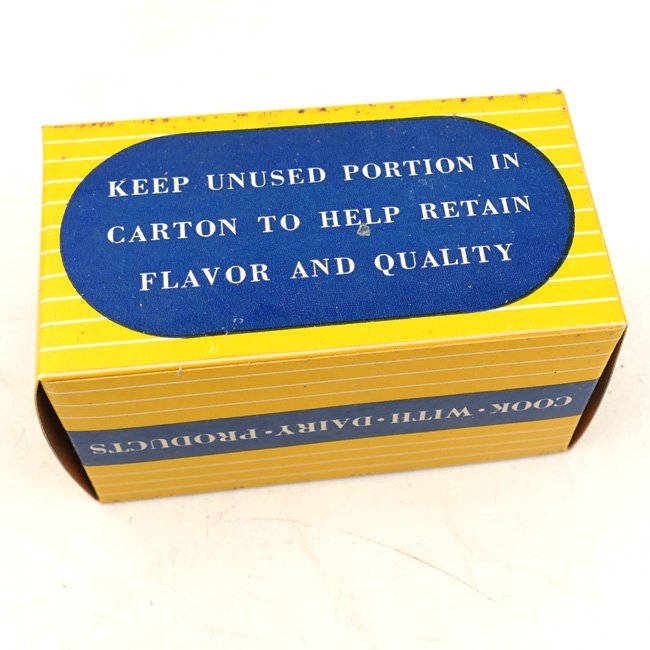 KEEP UNUSED PORTION IN
CARTON TO HELP RETAIN
FLAVOR AND QUALITY
COOK • WITH • DAIRY • PRODUCTS